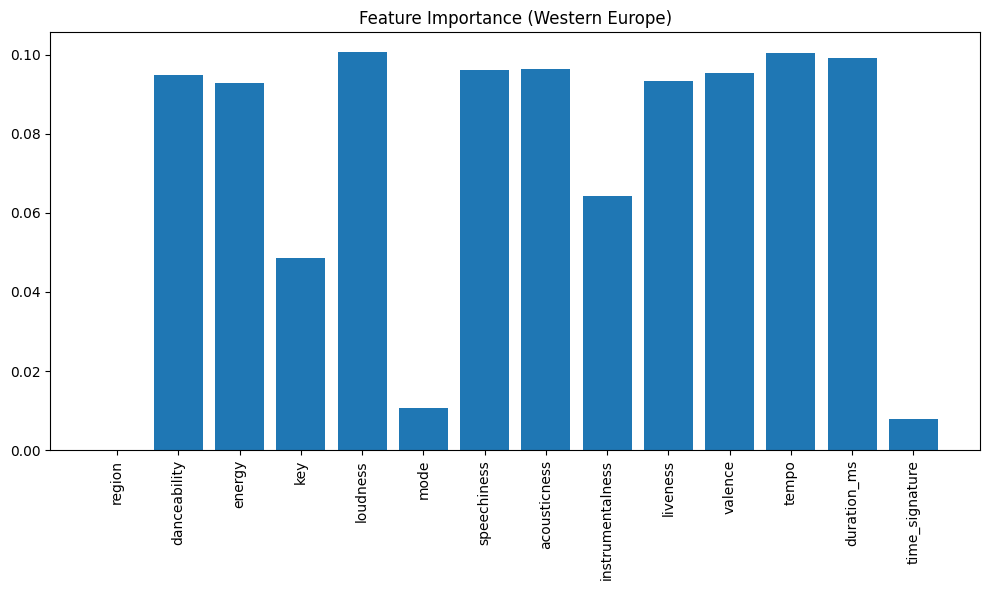 Feature Importance (Western Europe)
0.10
0.08
0.06
0.04
0.02
0.00
region
danceability
energy
key
loudness
mode
speechiness
acousticness
instrumentalness
liveness
valence
tempo
duration_ms
time_signature